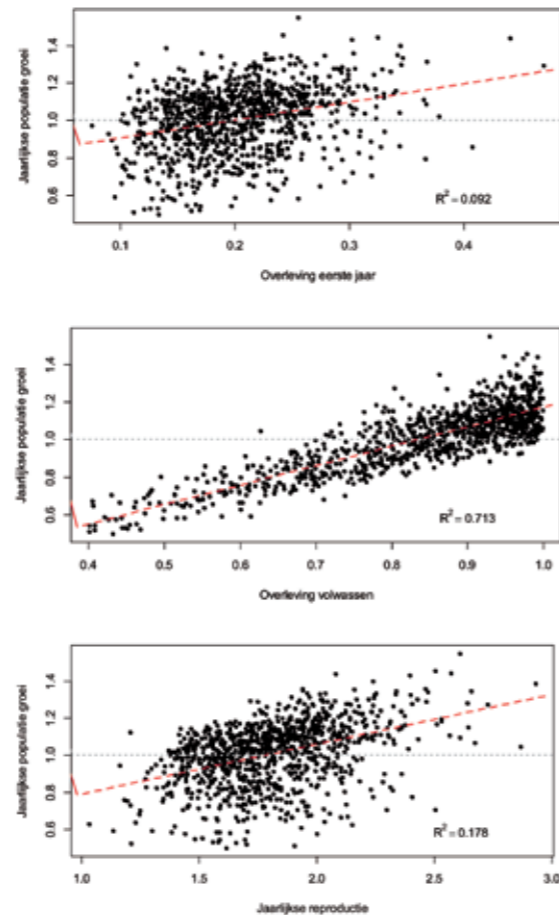 Jaarlijkse populatie groei
1.4
1.2
1.0
0.8
0.6
R² = 0.092
0.1 0.2 0.3 0.4
Overleving eerste jaar
Jaarlijkse populatie groei
1.4
1.2
1.0
0.8
0.6
R² = 0.713
0.4 0.5 0.6 0.7 0.8 0.9 1.0
Overleving volwassen
Jaarlijkse populatie groei
1.4
1.2
1.0
0.8
0.6
R² = 0.178
1.0 1.5 2.0 2.5 3.0
Jaarlijkse reproductie